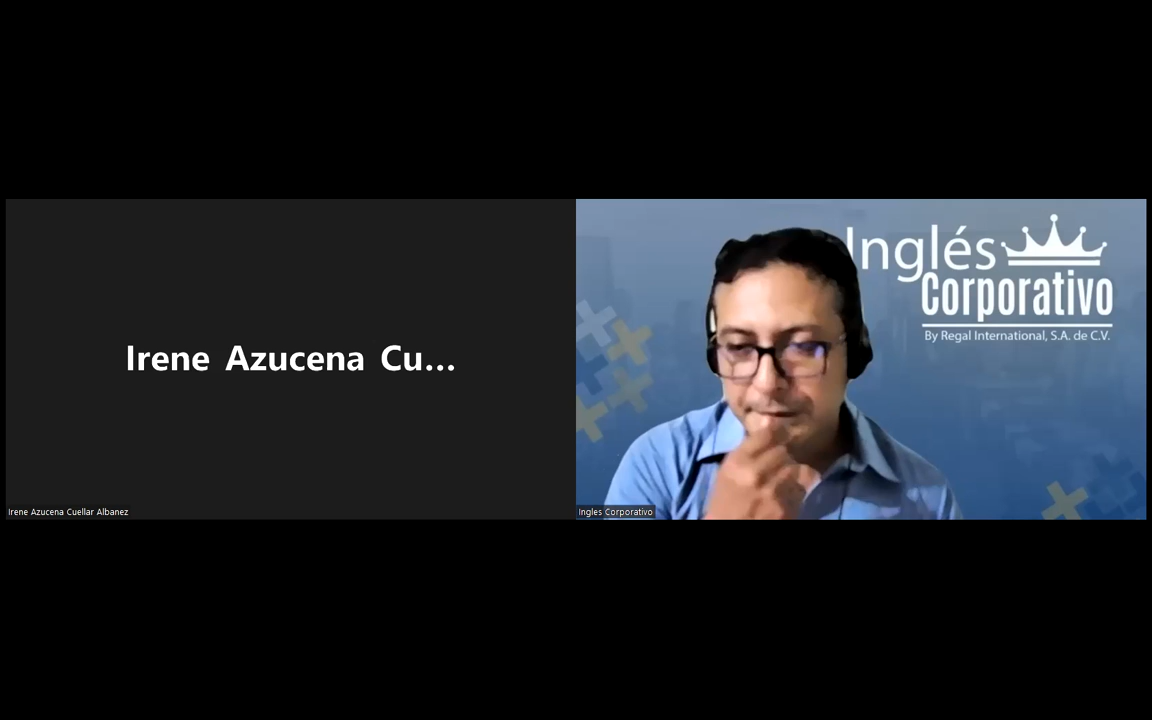 Irene Azucena Cu...
Irene Azucena Cuellar Albanez
Inglés
Corporativo
By Regal International, S.A. de C.V.
Ingles Corporativo